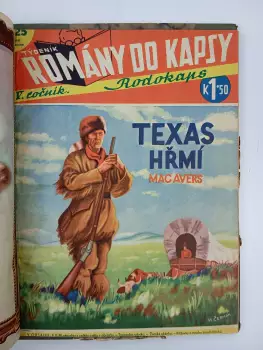 25
TÝDENÍK
ROMÁNY DO KAPSY
V. ročník.
Rodokaps
K 1·50
TEXAS
HŘMÍ
MAC AVERS